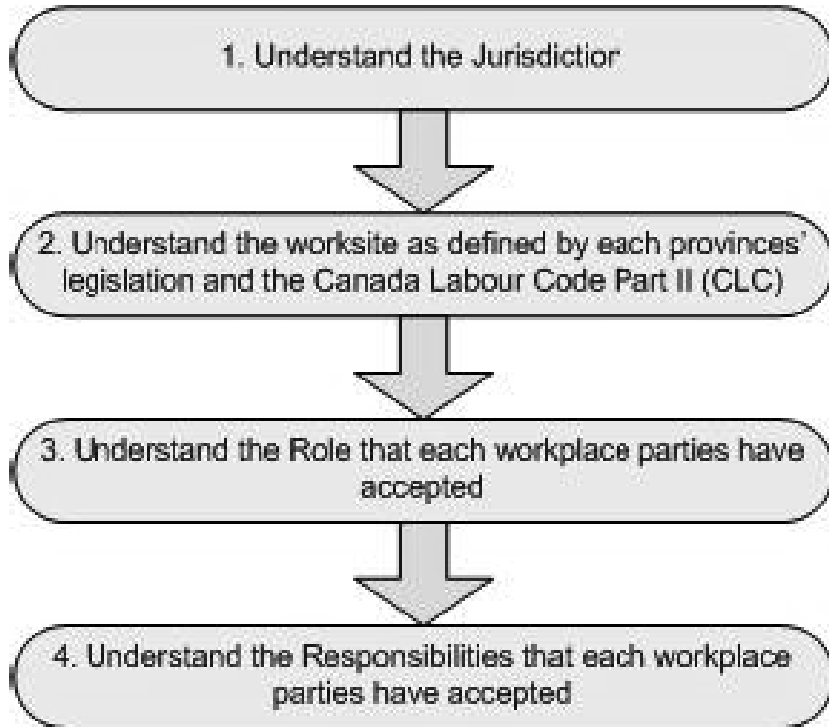 1. Understand the Jurisdictior
2. Understand the worksite as defined by each provinces'
legislation and the Canada Labour Code Part II (CLC)
3. Understand the Role that each workplace parties have
accepted
4. Understand the Responsibilities that each workplace
parties have accepted